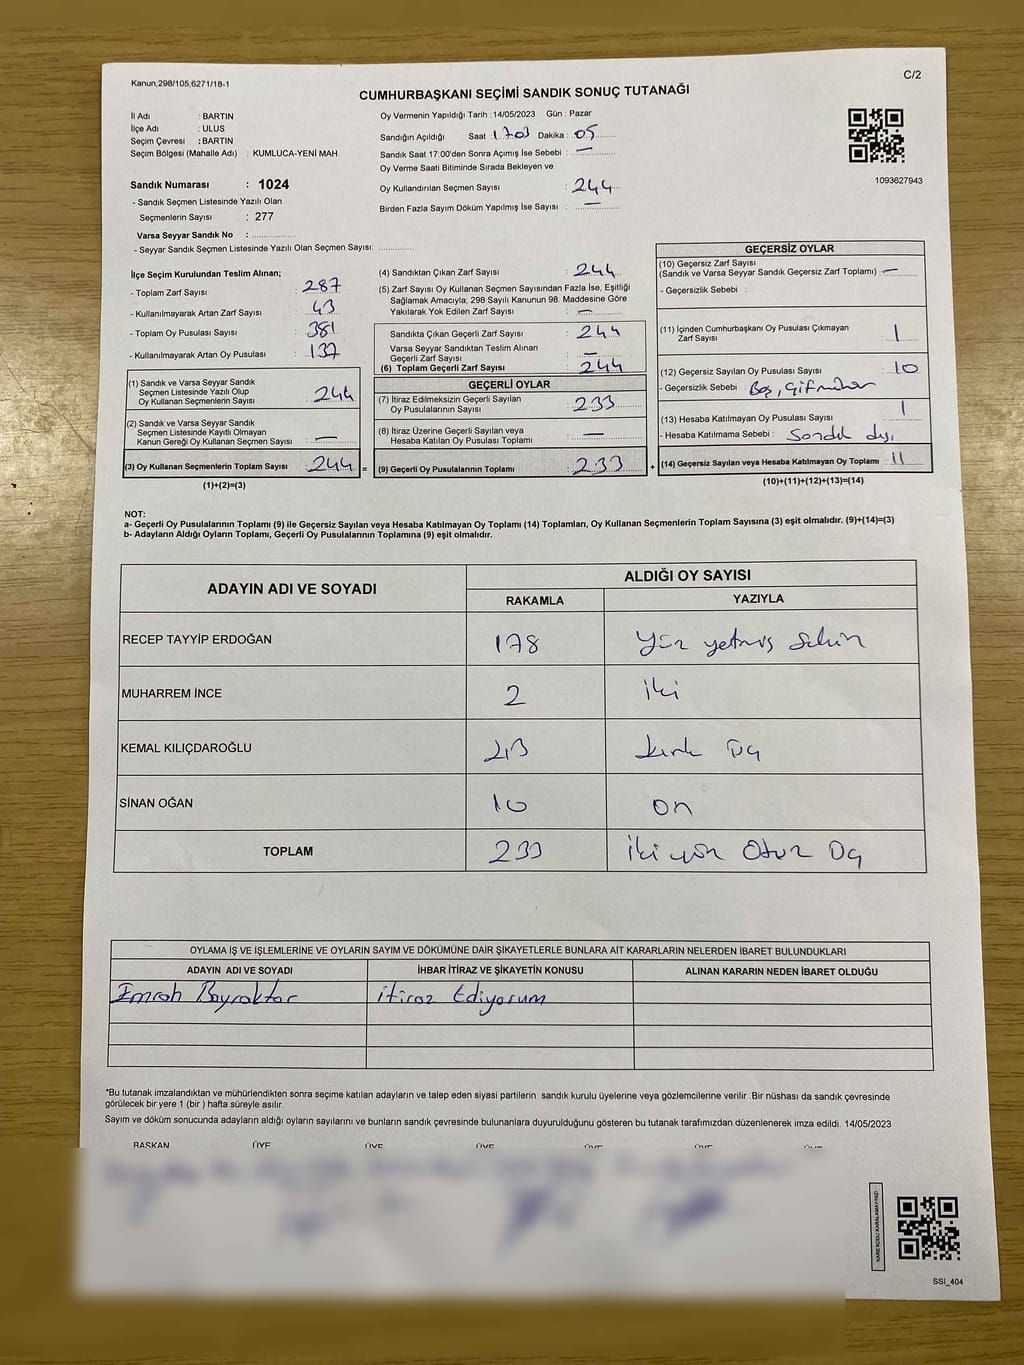 Kanun;298/105,6271/18-1
C/2
CUMHURBAŞKANI SEÇİMİ SANDIK SONUÇ TUTANAĞI
İl Adı : BARTIN
İlçe Adı : ULUS
Seçim Çevresi : BARTIN
Seçim Bölgesi (Mahalle Adı) : KUMLUCA-YENİ MAH.
Sandık Numarası : 1024
- Sandık Seçmen Listesinde Yazılı Olan
Seçmenlerin Sayısı : 277
Varsa Seyyar Sandık No :
- Seyyar Sandık Seçmen Listesinde Yazılı Olan Seçmen Sayısı:
Oy Vermenin Yapıldığı Tarih : 14/05/2023 Gün : Pazar
Sandığın Açıldığı Saat : Dakika : 05
Sandık Saat 17:00'den Sonra Açımış İse Sebebi : —
Oy Verme Saati Bitiminde Sırada Bekleyen ve
Oy Kullandırılan Seçmen Sayısı : 244
Birden Fazla Sayım Döküm Yapılmış İse Sayısı : —
1093627943
İlçe Seçim Kurulundan Teslim Alınan;
- Toplam Zarf Sayısı : 287
- Kullanılmayarak Artan Zarf Sayısı : 43
- Toplam Oy Pusulası Sayısı : 381
- Kullanılmayarak Artan Oy Pusulası : 137
(1) Sandık ve Varsa Seyyar Sandık
Seçmen Listesinde Yazılı Olup
Oy Kullanan Seçmenlerin Sayısı : 244
(2) Sandık ve Varsa Seyyar Sandık
Seçmen Listesinde Kayıtlı Olmayan
Kanun Gereği Oy Kullanan Seçmen Sayısı : —
(3) Oy Kullanan Seçmenlerin Toplam Sayısı : 244 =
(1)+(2)=(3)
(4) Sandıktan Çıkan Zarf Sayısı : 244
(5) Zarf Sayısı Oy Kullanan Seçmen Sayısından Fazla İse, Eşitliği
Sağlamak Amacıyla; 298 Sayılı Kanunun 98. Maddesine Göre
Yakılarak Yok Edilen Zarf Sayısı : —
Sandıkta Çıkan Geçerli Zarf Sayısı : 244
Varsa Seyyar Sandıktan Teslim Alınan
Geçerli Zarf Sayısı : —
(6) Toplam Geçerli Zarf Sayısı : 244
GEÇERLİ OYLAR
(7) İtiraz Edilmeksizin Geçerli Sayılan
Oy Pusulalarının Sayısı : 233
(8) İtiraz Üzerine Geçerli Sayılan veya
Hesaba Katılan Oy Pusulası Toplamı : —
(9) Geçerli Oy Pusulalarının Toplamı : 233 +
GEÇERSİZ OYLAR
(10) Geçersiz Zarf Sayısı
(Sandık ve Varsa Seyyar Sandık Geçersiz Zarf Toplamı) : —
- Geçersizlik Sebebi :
(11) İçinden Cumhurbaşkanı Oy Pusulası Çıkmayan
Zarf Sayısı : 1
(12) Geçersiz Sayılan Oy Pusulası Sayısı : 10
- Geçersizlik Sebebi : Boş, Çift mühür
(13) Hesaba Katılmayan Oy Pusulası Sayısı : 1
- Hesaba Katılmama Sebebi : Sandık dışı
(14) Geçersiz Sayılan veya Hesaba Katılmayan Oy Toplamı : 11
(10)+(11)+(12)+(13)=(14)
NOT:
a- Geçerli Oy Pusulalarının Toplamı (9) ile Geçersiz Sayılan veya Hesaba Katılmayan Oy Toplamı (14) Toplamları, Oy Kullanan Seçmenlerin Toplam Sayısına (3) eşit olmalıdır. (9)+(14)=(3)
b- Adayların Aldığı Oyların Toplamı, Geçerli Oy Pusulalarının Toplamına (9) eşit olmalıdır.
ADAYIN ADI VE SOYADI ALDIĞI OY SAYISI
RAKAMLA YAZIYLA
RECEP TAYYİP ERDOĞAN 178 Yüz yetmiş Sekiz
MUHARREM İNCE 2 iki
KEMAL KILIÇDAROĞLU 43 kırk Üç
SİNAN OĞAN 10 on
TOPLAM 233 İki yüz Otuz Üç
OYLAMA İŞ VE İŞLEMLERİNE VE OYLARIN SAYIM VE DÖKÜMÜNE DAİR ŞİKAYETLERLE BUNLARA AİT KARARLARIN NELERDEN İBARET BULUNDUKLARI
ADAYIN ADI VE SOYADI İHBAR İTİRAZ VE ŞİKAYETİN KONUSU ALINAN KARARIN NEDEN İBARET OLDUĞU
Emrah Bayraktar itiraz Ediyorum
*Bu tutanak imzalandıktan ve mühürlendikten sonra seçime katılan adayların ve talep eden siyasi partilerin sandık kurulu üyelerine veya gözlemcilerine verilir. Bir nüshası da sandık çevresinde
görülecek bir yere 1 (bir ) hafta süreyle asılır.
Sayım ve döküm sonucunda adayların aldığı oyların sayılarını ve bunların sandık çevresinde bulunanlara duyurulduğunu gösteren bu tutanak tarafımızdan düzenlenerek imza edildi. 14/05/2023
BAŞKAN ÜYE ÜYE ÜYE ÜYE ÜYE
KARE KODU KARALAMAYINIZ!
SSI_404